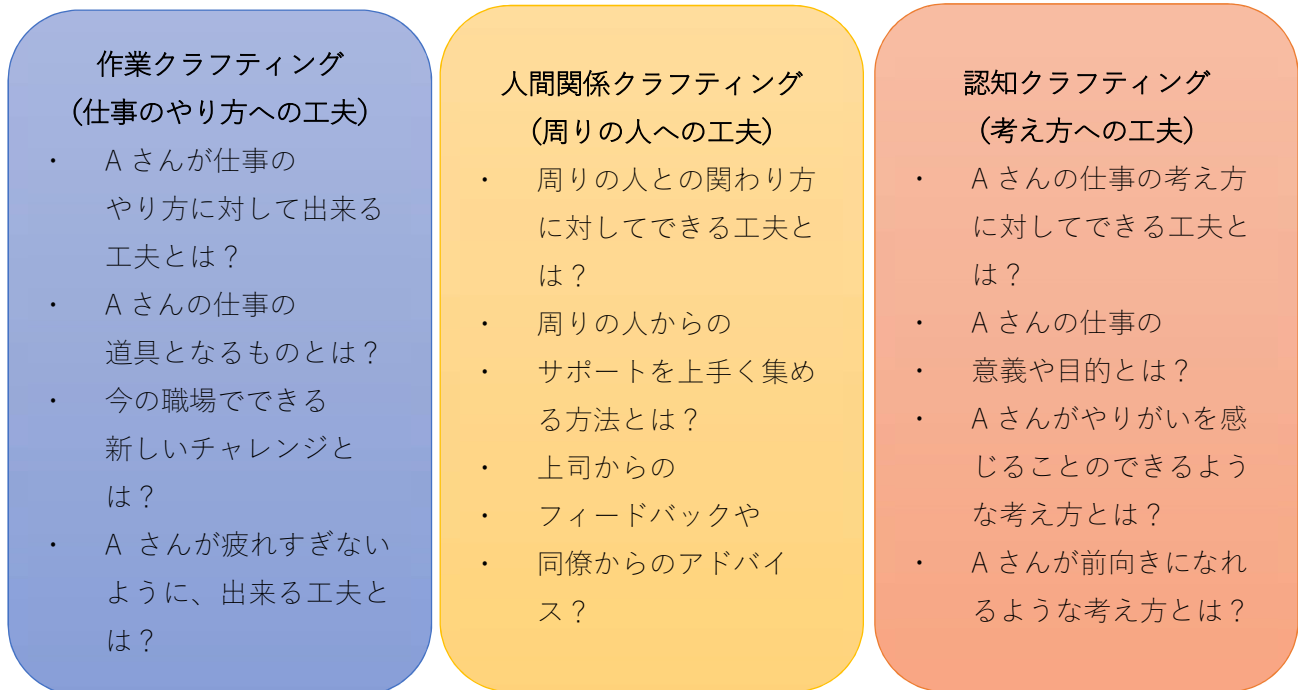 作業クラフティング
(仕事のやり方への工夫)
・ A さんが仕事の
やり方に対して出来る
工夫とは？
・ A さんの仕事の
道具となるものとは？
・ 今の職場でできる
新しいチャレンジと
は？
・ A さんが疲れすぎない
ように、出来る工夫と
は？
人間関係クラフティング
(周りの人への工夫)
・ 周りの人との関わり方
に対してできる工夫と
は？
・ 周りの人からの
・ サポートを上手く集め
る方法とは？
・ 上司からの
・ フィードバックや
・ 同僚からのアドバイ
ス？
認知クラフティング
(考え方への工夫)
・ A さんの仕事の考え方
に対してできる工夫と
は？
・ A さんの仕事の
・ 意義や目的とは？
・ A さんがやりがいを感
じることのできるよう
な考え方とは？
・ A さんが前向きになれ
るような考え方とは？